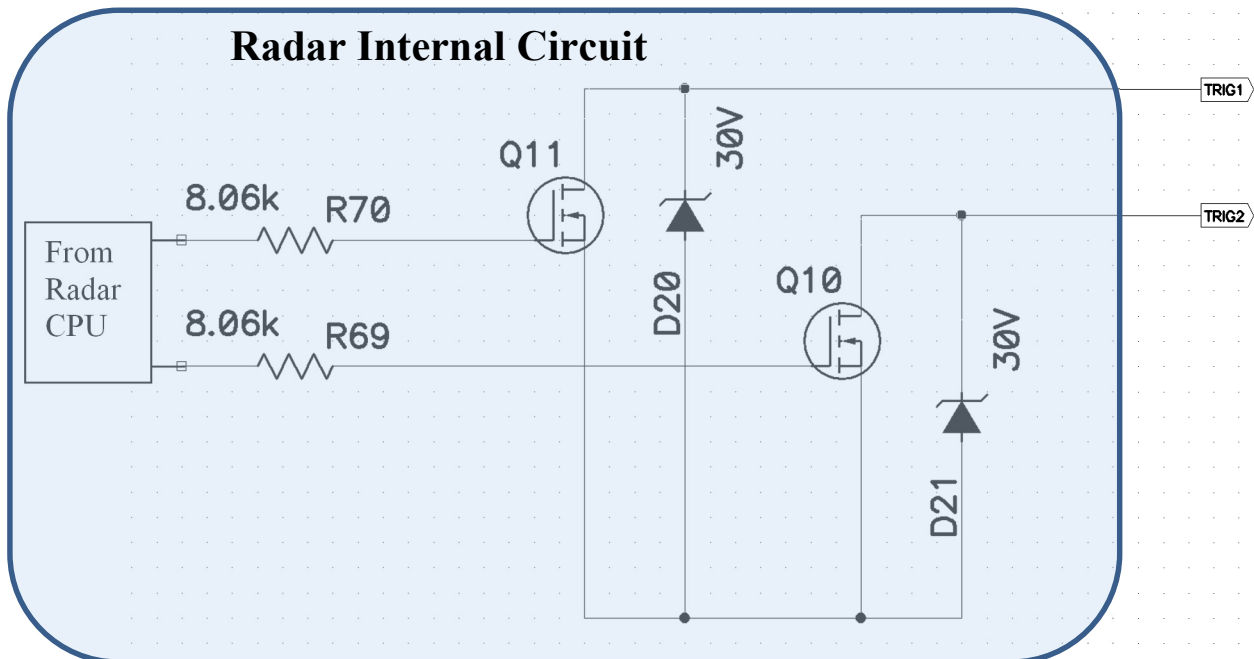 Radar Internal Circuit
TRIG1
30V
Q11
8.06k
R70
TRIG2
From
Radar
CPU
D20
Q10
8.06k
R69
30V
D21